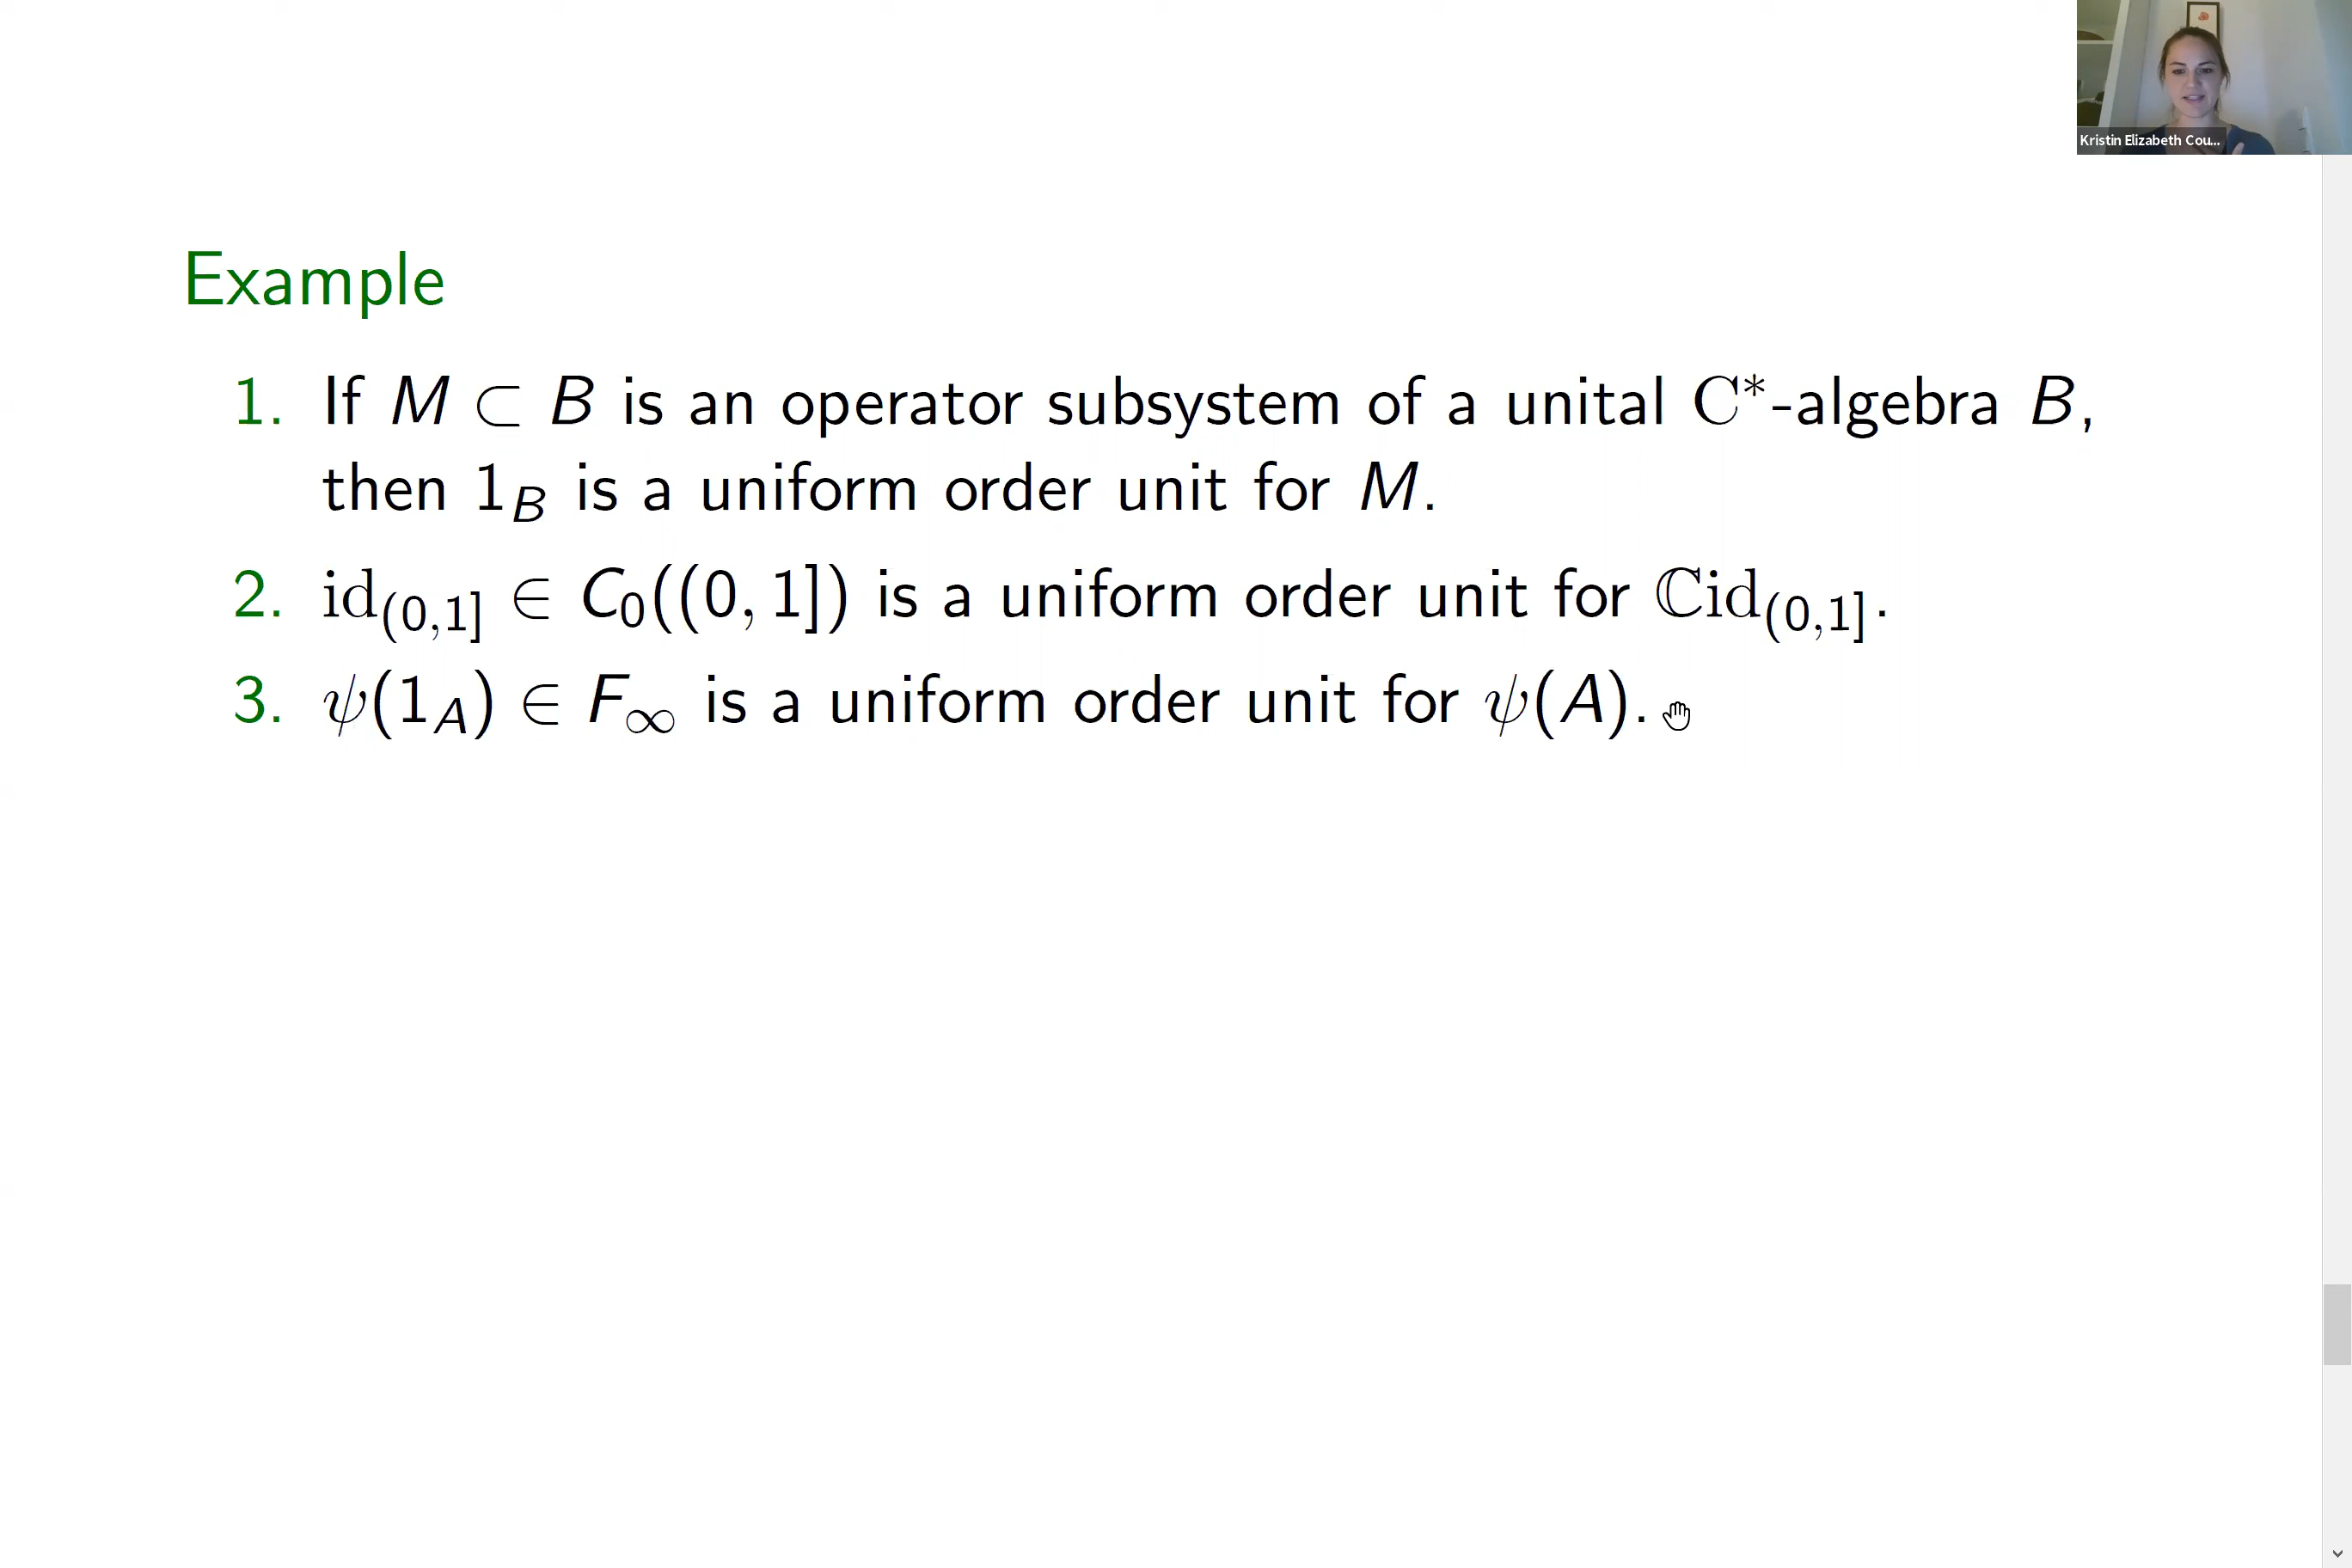 Kristin Elizabeth Cou...
Example
1. If M ⊂ B is an operator subsystem of a unital C*-algebra B,
then 1_B is a uniform order unit for M.
2. id_{(0,1]} ∈ C_0((0, 1]) is a uniform order unit for ℂid_{(0,1]}.
3. ψ(1_A) ∈ F_∞ is a uniform order unit for ψ(A).